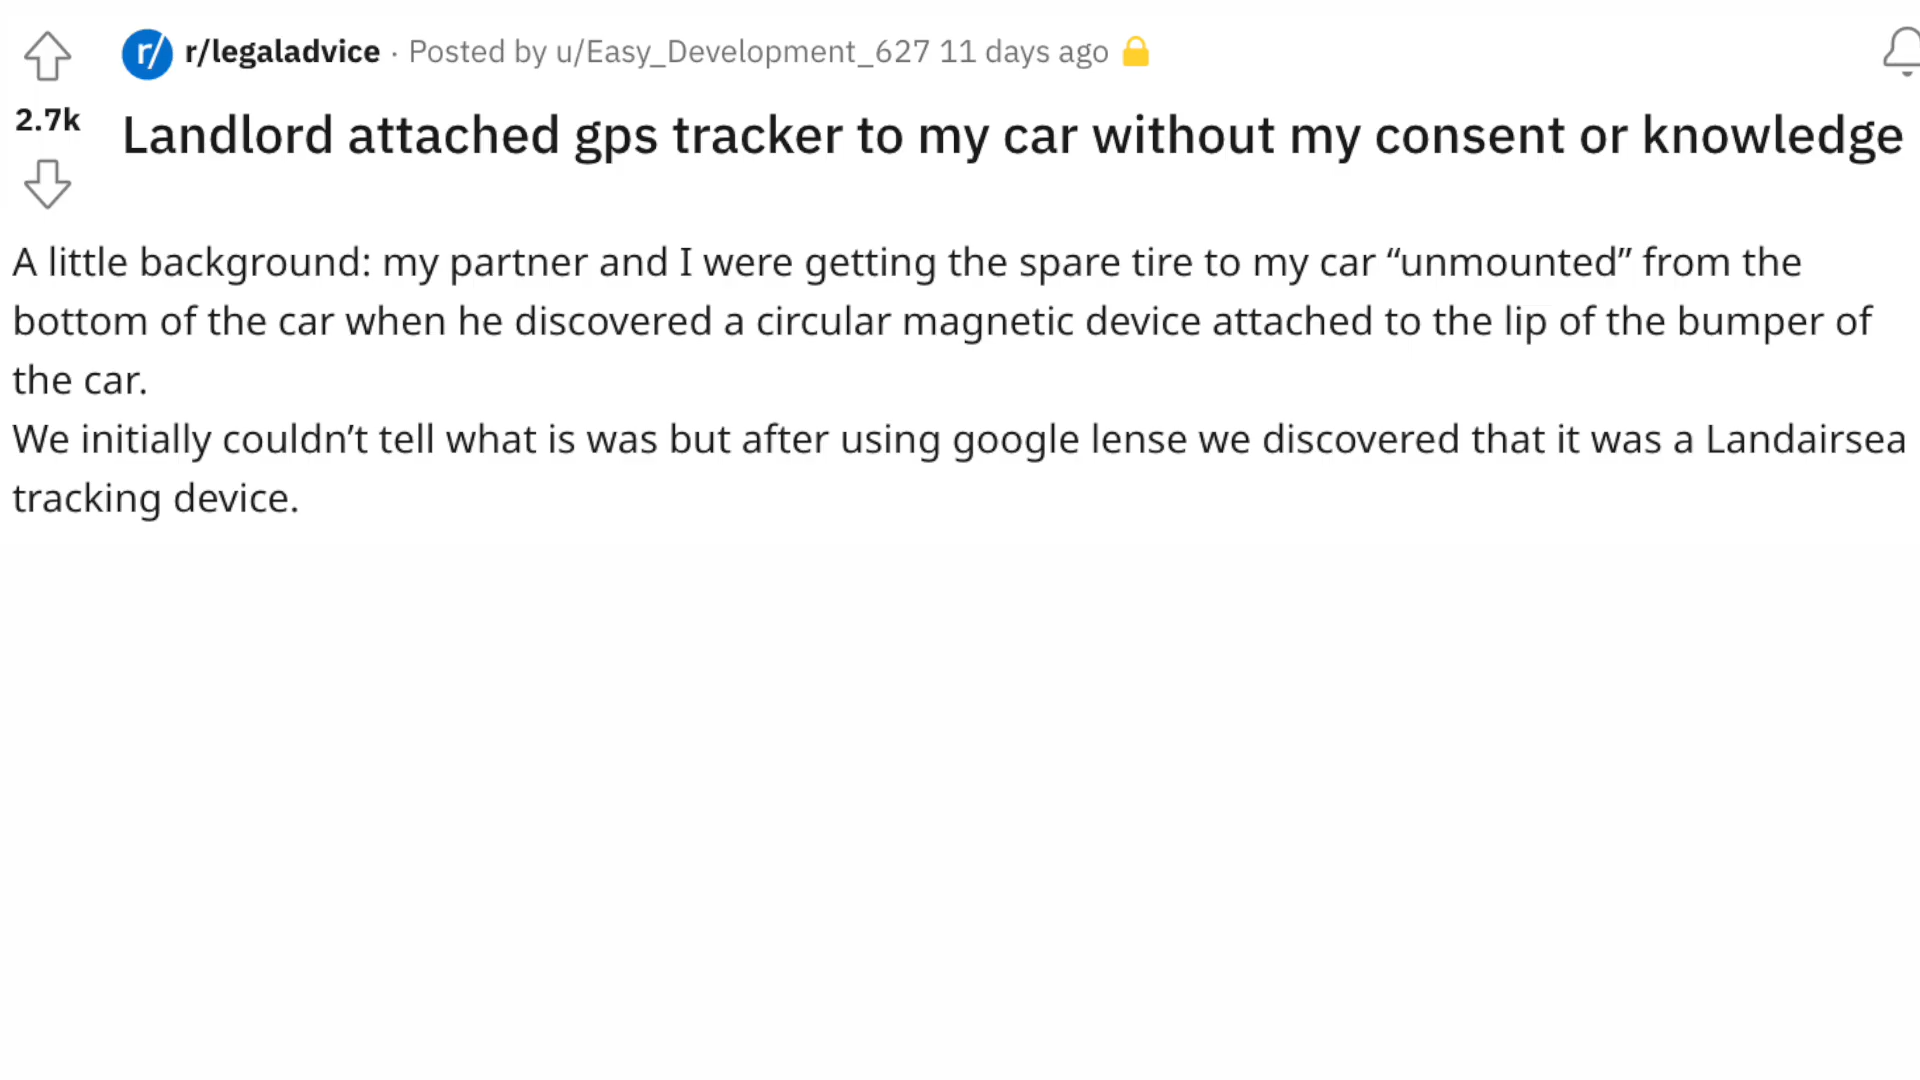 r/ r/legaladvice · Posted by u/Easy_Development_627 11 days ago
2.7k
Landlord attached gps tracker to my car without my consent or knowledge
A little background: my partner and I were getting the spare tire to my car “unmounted” from the
bottom of the car when he discovered a circular magnetic device attached to the lip of the bumper of
the car.
We initially couldn’t tell what is was but after using google lense we discovered that it was a Landairsea
tracking device.